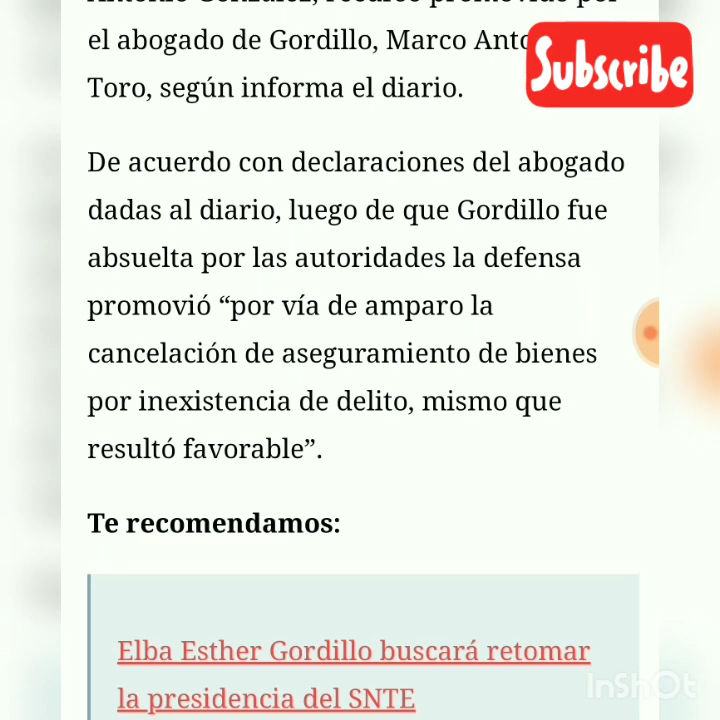 el abogado de Gordillo, Marco
Toro, según informa el diario.
Subscribe
De acuerdo con declaraciones del abogado
dadas al diario, luego de que Gordillo fue
absuelta por las autoridades la defensa
promovió “por vía de amparo la
cancelación de aseguramiento de bienes
por inexistencia de delito, mismo que
resultó favorable”.
Te recomendamos:
Elba Esther Gordillo buscará retomar
la presidencia del SNTE
InShOt